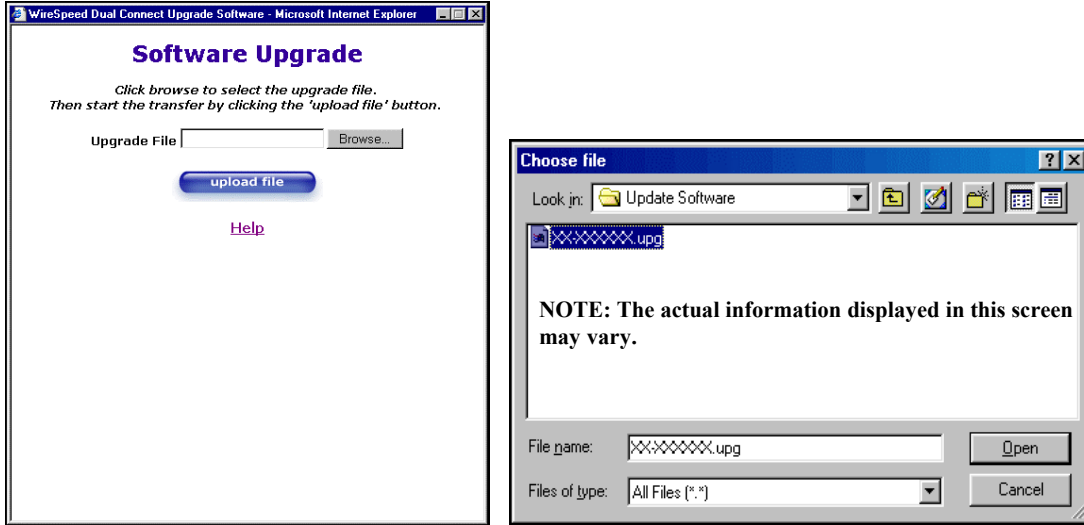 WireSpeed Dual Connect Upgrade Software - Microsoft Internet Explorer
Software Upgrade
Click browse to select the upgrade file.
Then start the transfer by clicking the 'upload file' button.
Upgrade File Browse...
upload file
Help
Choose file
Look in: Update Software
XX-XXXXXX.upg
NOTE: The actual information displayed in this screen
may vary.
File name: XX-XXXXXX.upg Open
Files of type: All Files (*.*) Cancel